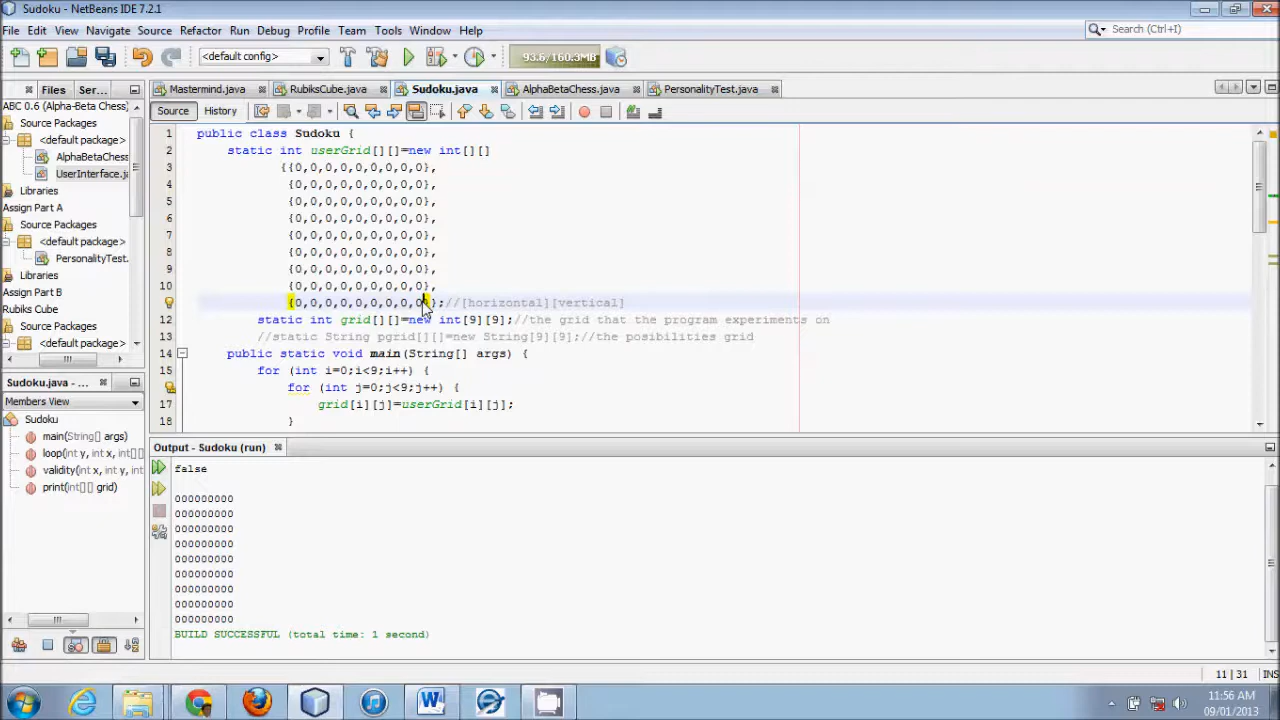 Sudoku - NetBeans IDE 7.2.1
File Edit View Navigate Source Refactor Run Debug Profile Team Tools Window Help
Search (Ctrl+I)
<default config>
93.6/160.3MB
Files Ser...
Mastermind.java RubiksCube.java Sudoku.java AlphaBetaChess.java PersonalityTest.java
Source History
ABC 0.6 (Alpha-Beta Chess)
Source Packages
<default package>
AlphaBetaChess
UserInterface.ja
Libraries
Assign Part A
Source Packages
<default package>
PersonalityTest.
Libraries
Assign Part B
Rubiks Cube
Source Packages
<default package>
1 public class Sudoku {
2 static int userGrid[][]=new int[][]
3 {{0,0,0,0,0,0,0,0,0},
4 {0,0,0,0,0,0,0,0,0},
5 {0,0,0,0,0,0,0,0,0},
6 {0,0,0,0,0,0,0,0,0},
7 {0,0,0,0,0,0,0,0,0},
8 {0,0,0,0,0,0,0,0,0},
9 {0,0,0,0,0,0,0,0,0},
10 {0,0,0,0,0,0,0,0,0},
{0,0,0,0,0,0,0,0,0}};//[horizontal][vertical]
12 static int grid[][]=new int[9][9];//the grid that the program experiments on
13 //static String pgrid[][]=new String[9][9];//the posibilities grid
14 public static void main(String[] args) {
15 for (int i=0;i<9;i++) {
for (int j=0;j<9;j++) {
17 grid[i][j]=userGrid[i][j];
18 }
Sudoku.java - ...
Members View
Sudoku
main(String[] args)
loop(int y, int x, int[][]
validity(int x, int y, int
print(int[][] grid)
Output - Sudoku (run)
false
000000000
000000000
000000000
000000000
000000000
000000000
000000000
000000000
000000000
BUILD SUCCESSFUL (total time: 1 second)
11 | 31 INS
11:56 AM
09/01/2013